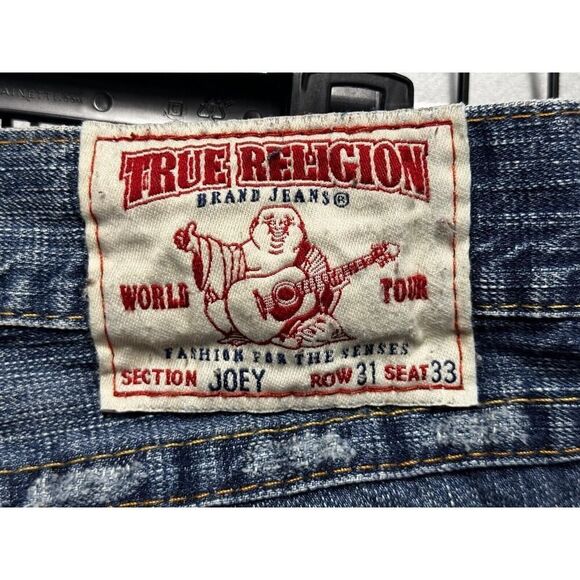 TRUE RELIGION
BRAND JEANS®
WORLD TOUR
FASHION FOR THE SENSES
SECTION JOEY ROW 31 SEAT 33